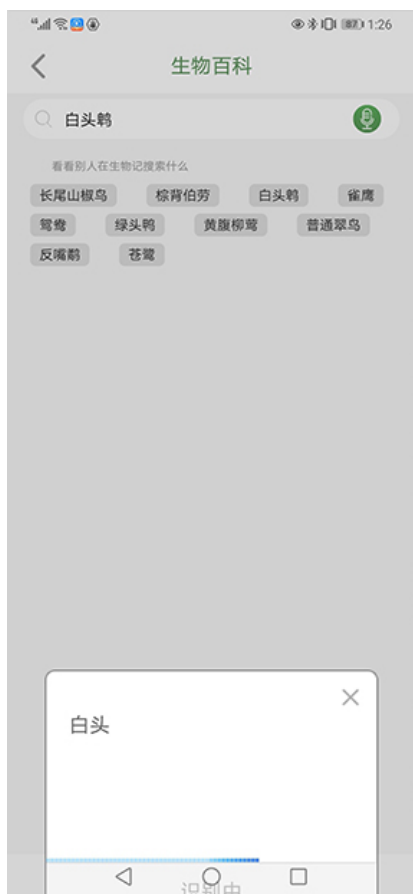 46 87 1:26
生物百科
白头鹎
看看别人在生物记搜索什么
长尾山椒鸟 棕背伯劳 白头鹎 雀鹰
鸳鸯 绿头鸭 黄腹柳莺 普通翠鸟
反嘴鹬 苍鹭
白头
识别中